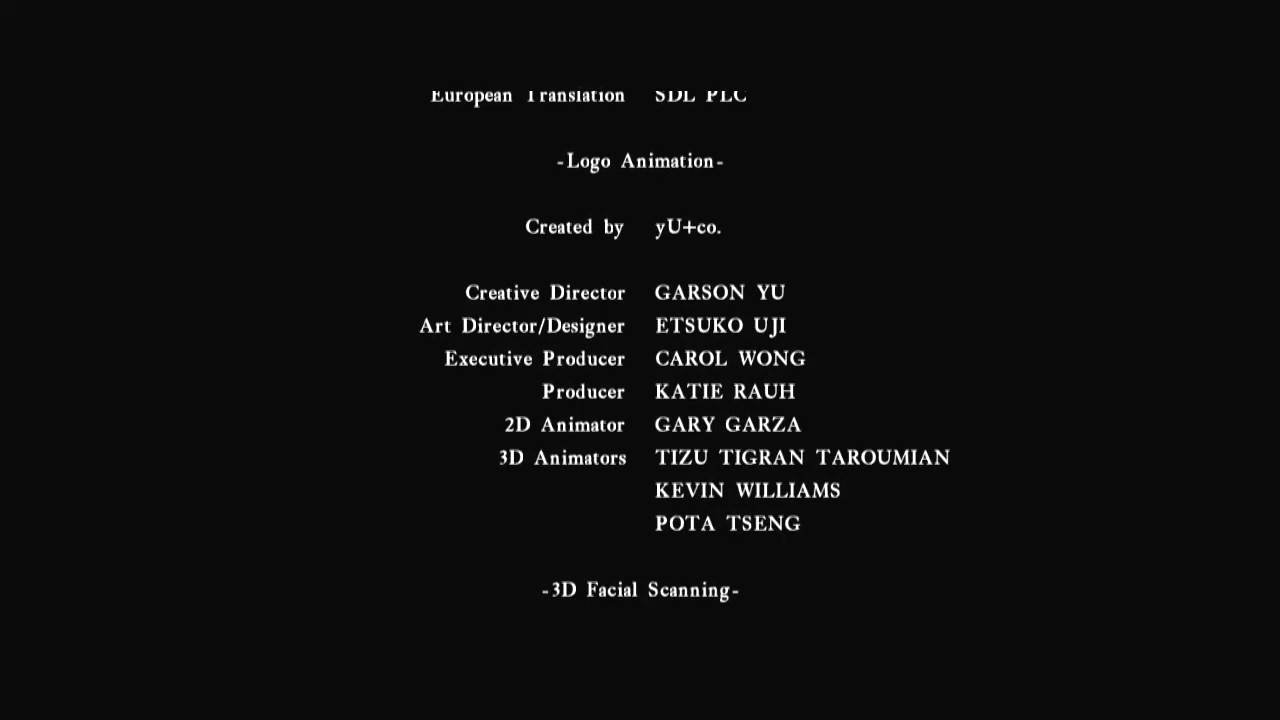 European Translation SDL PLC
-Logo Animation-
Created by yU+co.
Creative Director GARSON YU
Art Director/Designer ETSUKO UJI
Executive Producer CAROL WONG
Producer KATIE RAUH
2D Animator GARY GARZA
3D Animators TIZU TIGRAN TAROUMIAN
KEVIN WILLIAMS
POTA TSENG
-3D Facial Scanning-